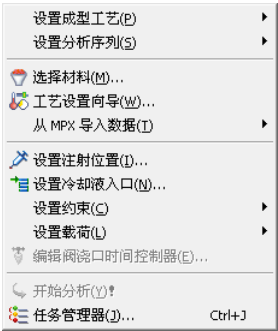 设置成型工艺(P)
设置分析序列(S)
选择材料(M)...
工艺设置向导(W)...
从 MPX 导入数据(I)
设置注射位置(I)...
设置冷却液入口(N)...
设置约束(C)
设置载荷(L)
编辑阀浇口时间控制器(E)...
开始分析(Y)!
任务管理器(J)... Ctrl+J